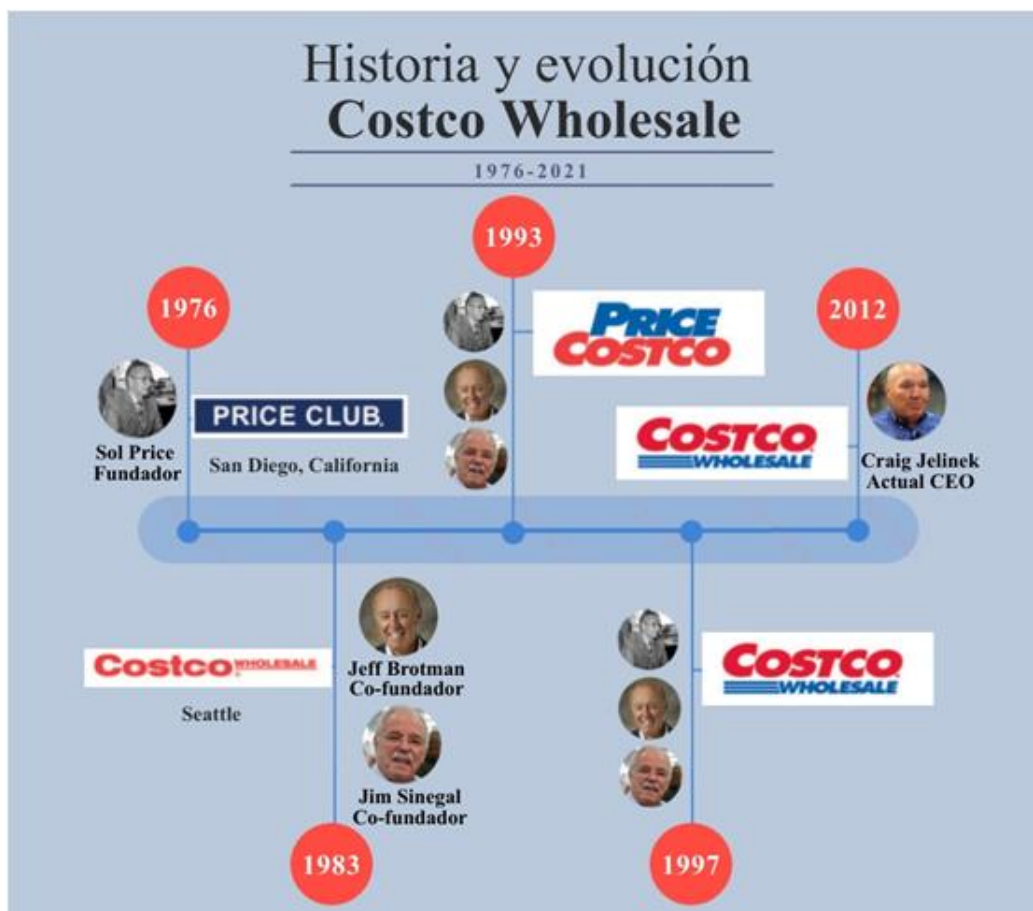 Historia y evolución
Costco Wholesale
1976-2021
1976
Sol Price
Fundador
PRICE CLUB.
San Diego, California
1983
Costco WHOLESALE
Seattle
Jeff Brotman
Co-fundador
Jim Sinegal
Co-fundador
1993
PRICE
COSTCO
1997
COSTCO
WHOLESALE
2012
COSTCO
WHOLESALE
Craig Jelinek
Actual CEO